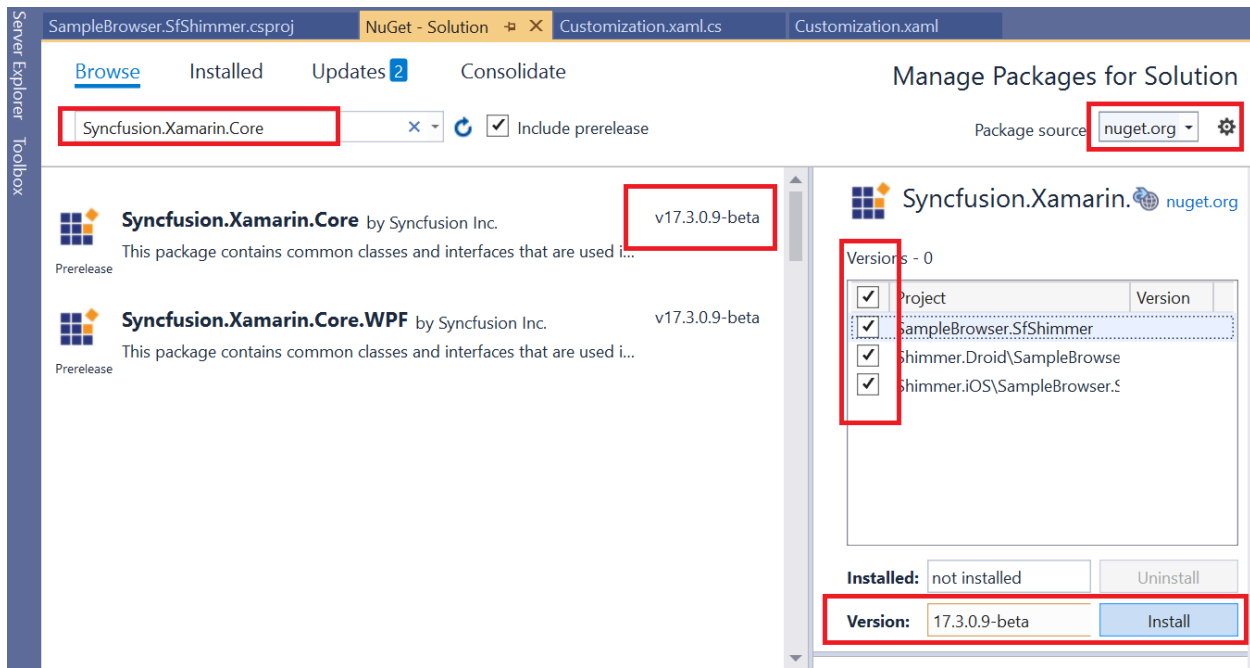 Server Explorer
Toolbox
SampleBrowser.SfShimmer.csproj
NuGet - Solution
Customization.xaml.cs
Customization.xaml
Browse
Installed
Updates 2
Consolidate
Manage Packages for Solution
Syncfusion.Xamarin.Core
Include prerelease
Package source
nuget.org
Syncfusion.Xamarin.Core by Syncfusion Inc.
v17.3.0.9-beta
This package contains common classes and interfaces that are used i...
Prerelease
Syncfusion.Xamarin.Core.WPF by Syncfusion Inc.
v17.3.0.9-beta
This package contains common classes and interfaces that are used i...
Prerelease
Syncfusion.Xamarin.
nuget.org
Versions - 0
Project
Version
SampleBrowser.SfShimmer
Shimmer.Droid\SampleBrowse
Shimmer.iOS\SampleBrowser.S
Installed:
not installed
Uninstall
Version:
17.3.0.9-beta
Install